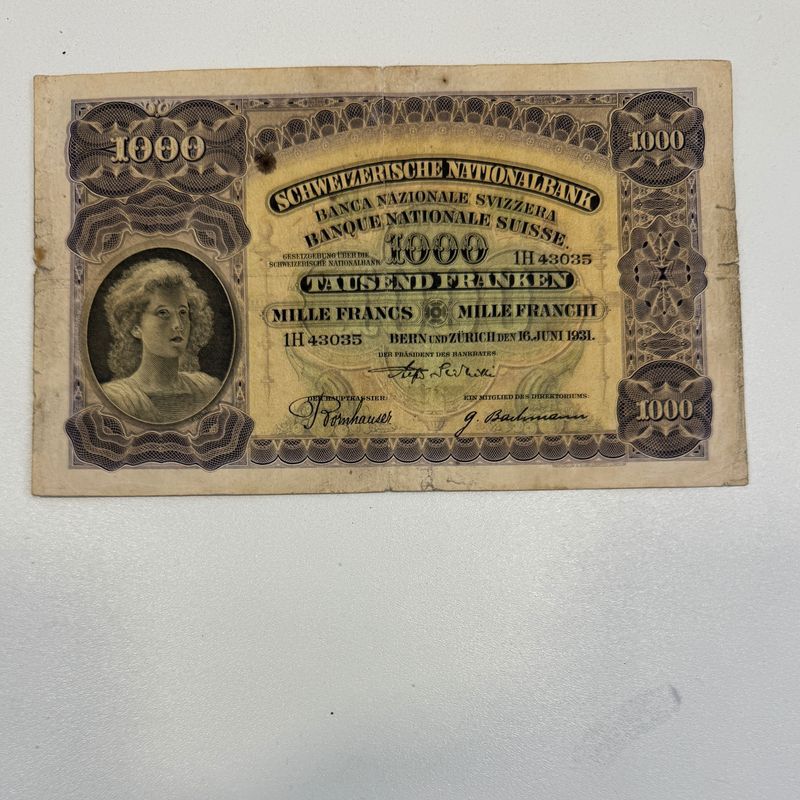 1000
1000
SCHWEIZERISCHE NATIONALBANK
BANCA NAZIONALE SVIZZERA
BANQUE NATIONALE SUISSE.
GESETZGEBUNG ÜBER DIE
SCHWEIZERISCHE NATIONALBANK
1000
1H 43035
TAUSEND FRANKEN
MILLE FRANCS MILLE FRANCHI
1H 43035 BERN UND ZÜRICH DEN 16. JUNI 1931.
DER PRÄSIDENT DES BANKRATES
DER HAUPTKASSIER: EIN MITGLIED DES DIREKTORIUMS:
Bornhauser G. Bachmann
1000